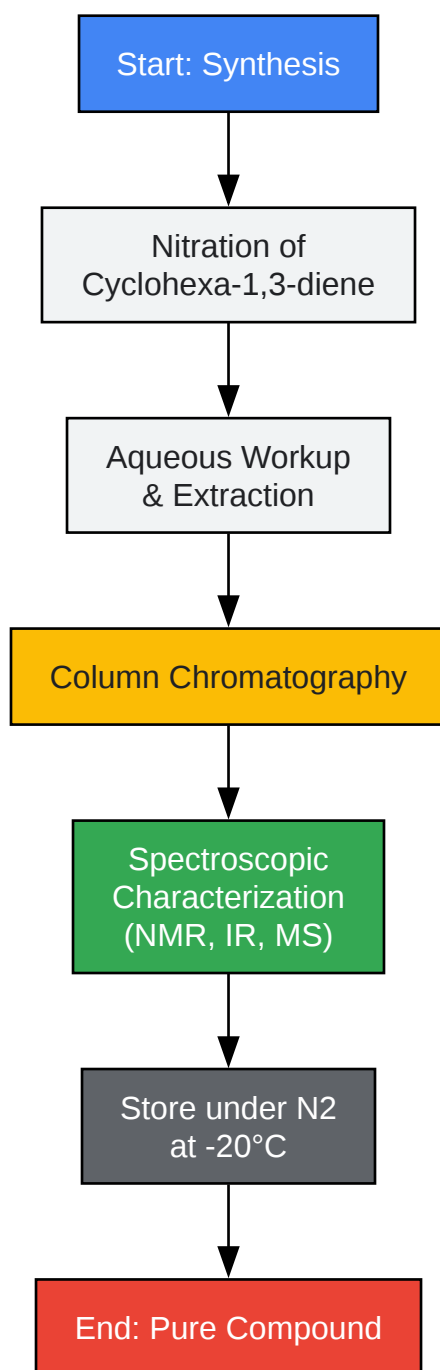 Start: Synthesis
Nitration of
Cyclohexa-1,3-diene
Aqueous Workup
& Extraction
Column Chromatography
Spectroscopic
Characterization
(NMR, IR, MS)
Store under N2
at -20°C
End: Pure Compound